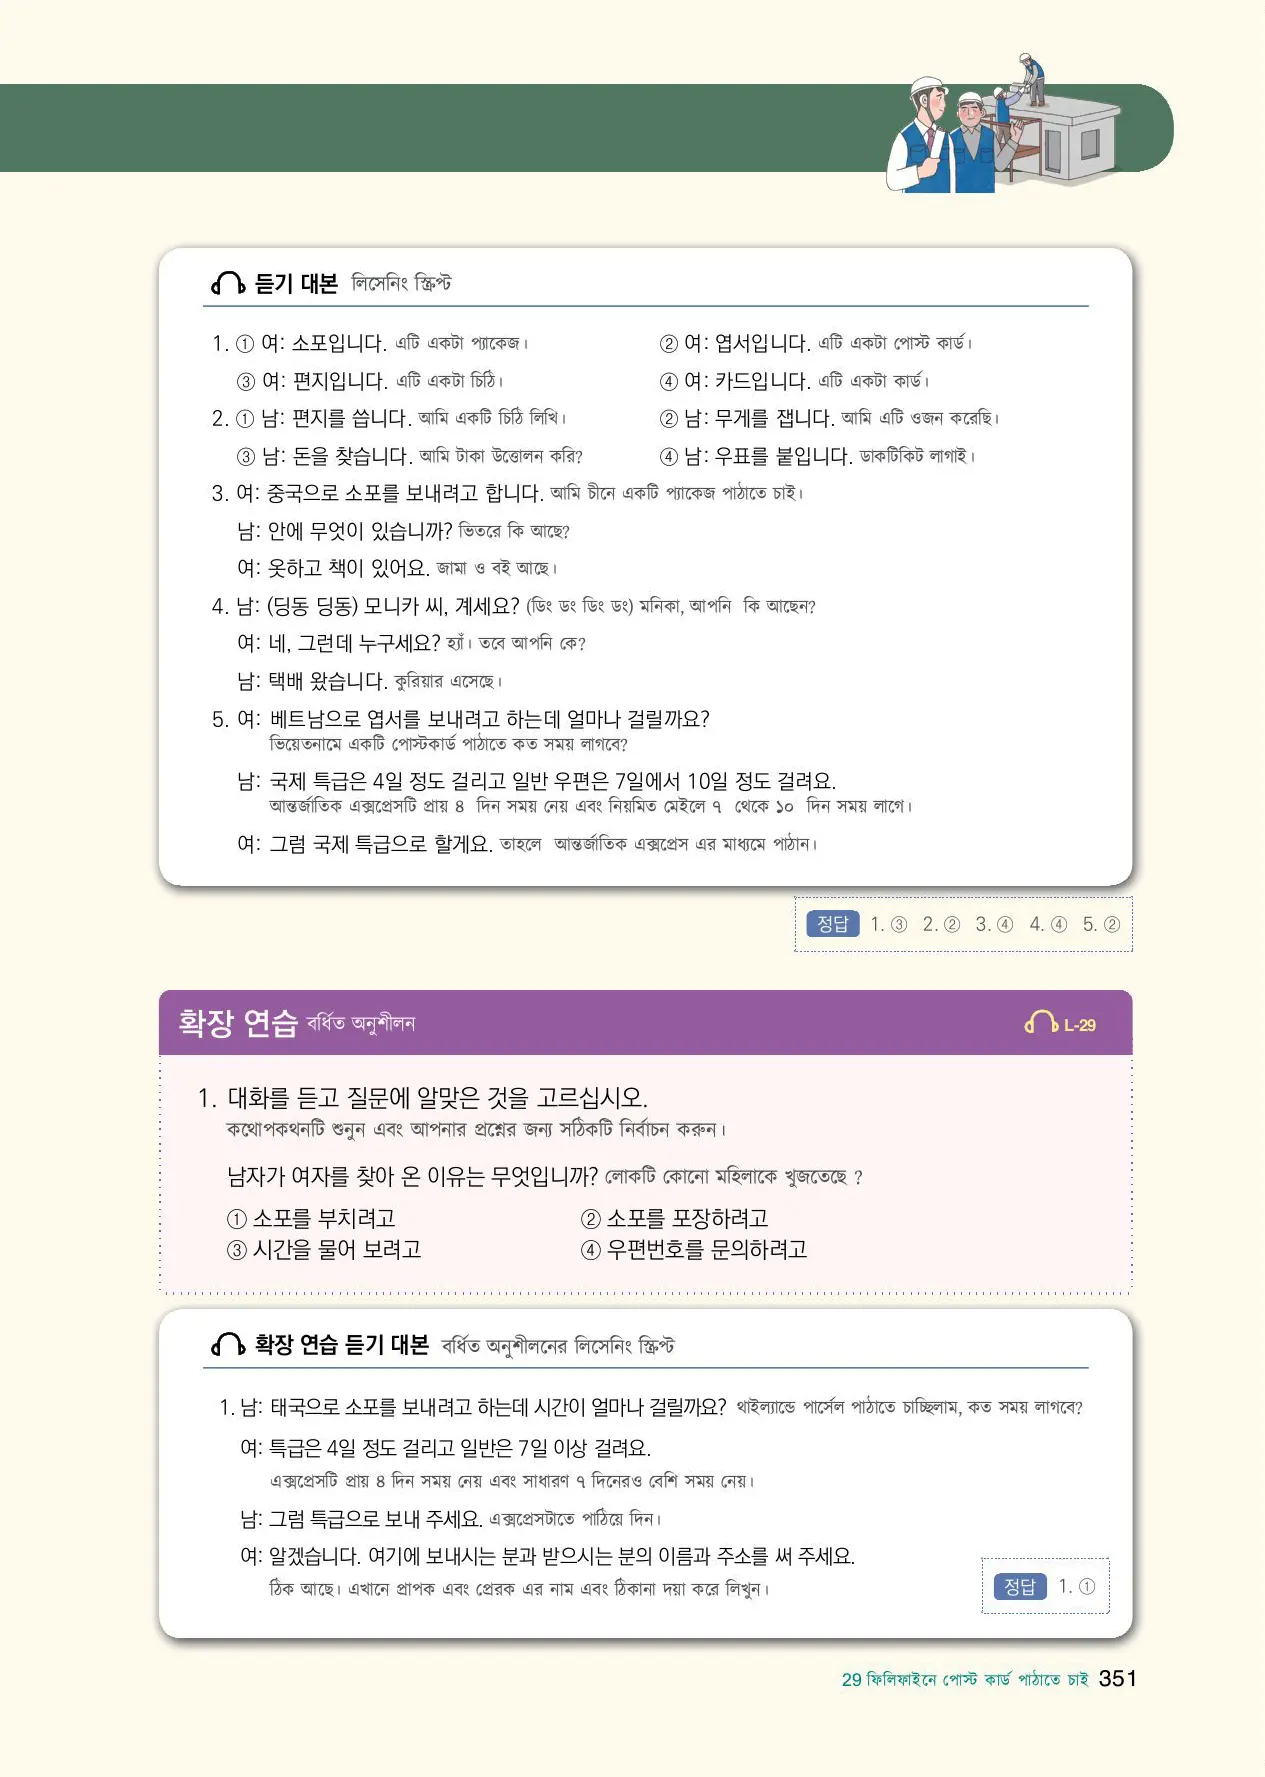 듣기 대본 লিসেনিং স্ক্রিপ্ট
1. ① 여: 소포입니다. এটি একটা প্যাকেজ। ② 여: 엽서입니다. এটি একটা পোস্ট কার্ড।
③ 여: 편지입니다. এটি একটা চিঠি। ④ 여: 카드입니다. এটি একটা কার্ড।
2. ① 남: 편지를 씁니다. আমি একটি চিঠি লিখি। ② 남: 무게를 잽니다. আমি এটি ওজন করেছি।
③ 남: 돈을 찾습니다. আমি টাকা উত্তোলন করি? ④ 남: 우표를 붙입니다. ডাকটিকিট লাগাই।
3. 여: 중국으로 소포를 보내려고 합니다. আমি চীনে একটি প্যাকেজ পাঠাতে চাই।
남: 안에 무엇이 있습니까? ভিতরে কি আছে?
여: 옷하고 책이 있어요. জামা ও বই আছে।
4. 남: (딩동 딩동) 모니카 씨, 계세요? (ডিং ডং ডিং ডং) মনিকা, আপনি কি আছেন?
여: 네, 그런데 누구세요? হ্যাঁ। তবে আপনি কে?
남: 택배 왔습니다. কুরিয়ার এসেছে।
5. 여: 베트남으로 엽서를 보내려고 하는데 얼마나 걸릴까요?
ভিয়েতনামে একটি পোস্টকার্ড পাঠাতে কত সময় লাগবে?
남: 국제 특급은 4일 정도 걸리고 일반 우편은 7일에서 10일 정도 걸려요.
আন্তর্জাতিক এক্সপ্রেসটি প্রায় ৪ দিন সময় নেয় এবং নিয়মিত মেইলে ৭ থেকে ১০ দিন সময় লাগে।
여: 그럼 국제 특급으로 할게요. তাহলে আন্তর্জাতিক এক্সপ্রেস এর মাধ্যমে পাঠান।
정답 1. ③ 2. ② 3. ④ 4. ④ 5. ②
확장 연습 বর্ধিত অনুশীলন L-29
1. 대화를 듣고 질문에 알맞은 것을 고르십시오.
কথোপকথনটি শুনুন এবং আপনার প্রশ্নের জন্য সঠিকটি নির্বাচন করুন।
남자가 여자를 찾아 온 이유는 무엇입니까? লোকটি কোনো মহিলাকে খুজতেছে ?
① 소포를 부치려고 ② 소포를 포장하려고
③ 시간을 물어 보려고 ④ 우편번호를 문의하려고
확장 연습 듣기 대본 বর্ধিত অনুশীলনের লিসেনিং স্ক্রিপ্ট
1. 남: 태국으로 소포를 보내려고 하는데 시간이 얼마나 걸릴까요? থাইল্যান্ডে পার্সেল পাঠাতে চাচ্ছিলাম, কত সময় লাগবে?
여: 특급은 4일 정도 걸리고 일반은 7일 이상 걸려요.
এক্সপ্রেসটি প্রায় ৪ দিন সময় নেয় এবং সাধারণ ৭ দিনেরও বেশি সময় নেয়।
남: 그럼 특급으로 보내 주세요. এক্সপ্রেসটাতে পাঠিয়ে দিন।
여: 알겠습니다. 여기에 보내시는 분과 받으시는 분의 이름과 주소를 써 주세요.
ঠিক আছে। এখানে প্রাপক এবং প্রেরক এর নাম এবং ঠিকানা দয়া করে লিখুন।
정답 1. ①
29 ফিলিফাইনে পোস্ট কার্ড পাঠাতে চাই 351